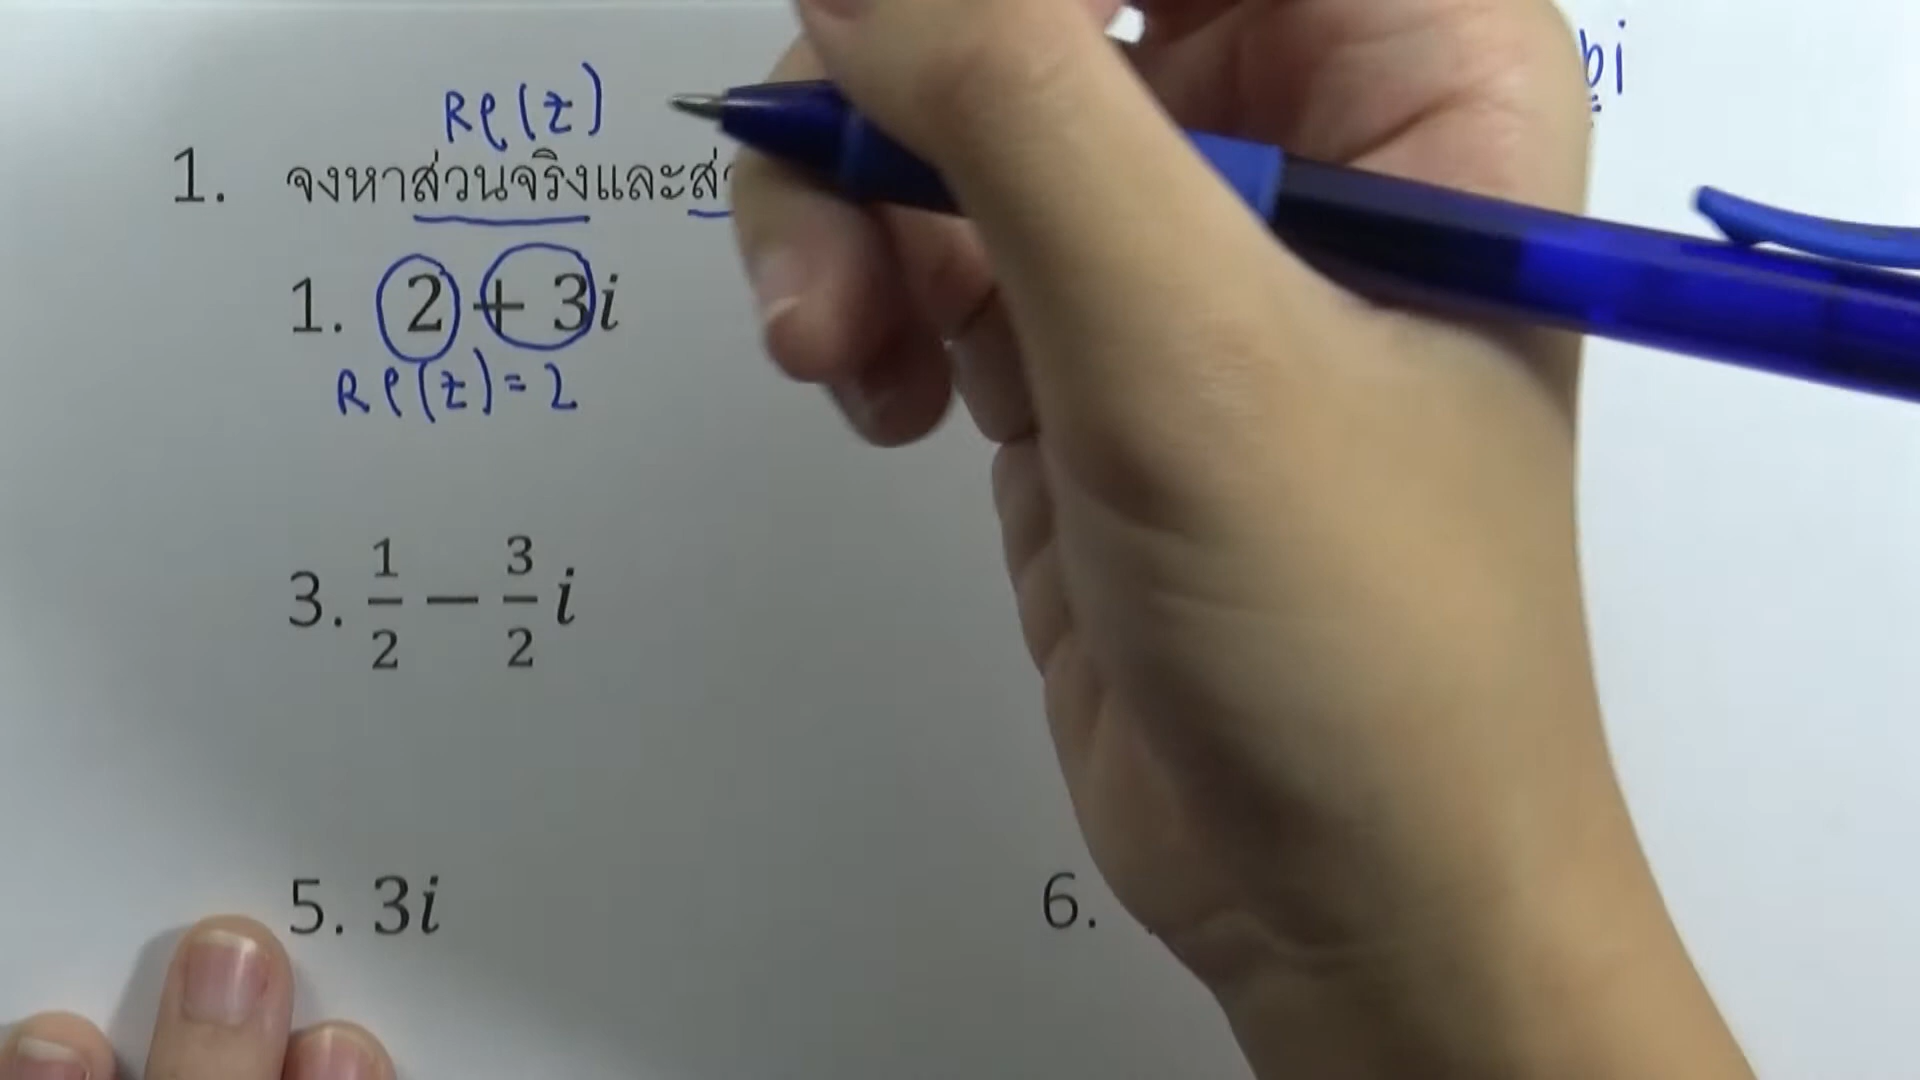 bi
Re(z)
1. จงหาส่วนจริงและ
1. 2 + 3i
Re(z) = 2
3. 1/2 − 3/2 i
5. 3i
6.